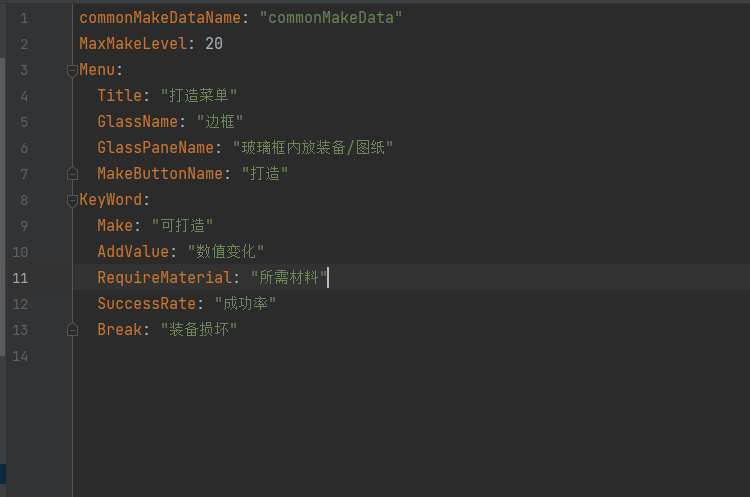 1 commonMakeDataName: "commonMakeData"
2 MaxMakeLevel: 20
3 Menu:
4 Title: "打造菜单"
5 GlassName: "边框"
6 GlassPaneName: "玻璃框内放装备/图纸"
7 MakeButtonName: "打造"
8 KeyWord:
9 Make: "可打造"
10 AddValue: "数值变化"
11 RequireMaterial: "所需材料"
12 SuccessRate: "成功率"
13 Break: "装备损坏"
14